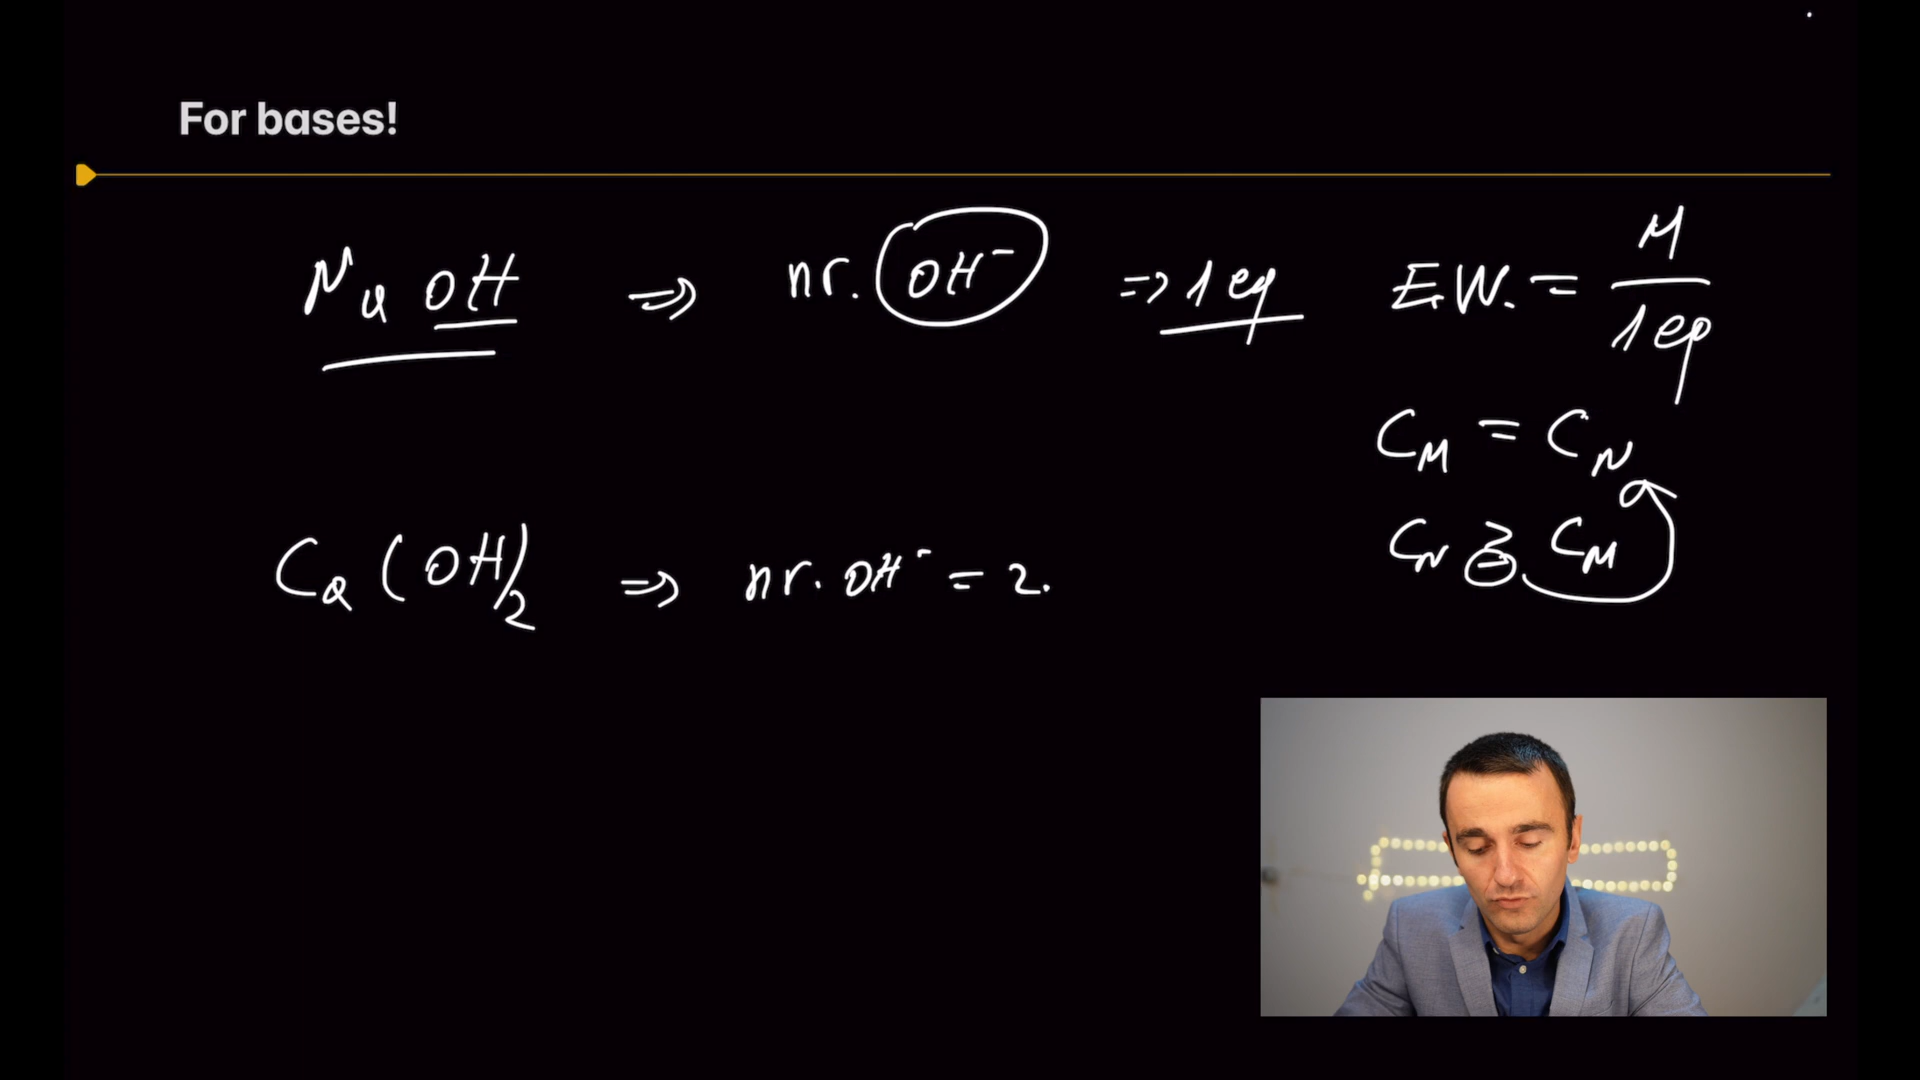 For bases!
NaOH ⇒ nr. OH⁻ ⇒ 1 eq E.W. = M / 1 eq
C_M = C_N
C_N ≥ C_M
Ca(OH)₂ ⇒ nr. OH⁻ = 2.